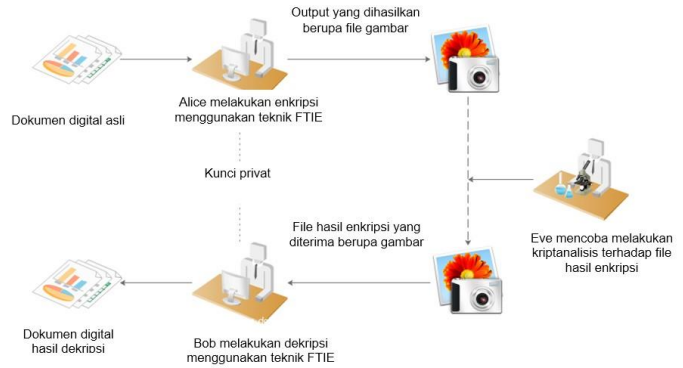 Output yang dihasilkan
berupa file gambar
Dokumen digital asli
Alice melakukan enkripsi
menggunakan teknik FTIE
Kunci privat
File hasil enkripsi yang
diterima berupa gambar
Eve mencoba melakukan
kriptanalisis terhadap file
hasil enkripsi
Dokumen digital
hasil dekripsi
Bob melakukan dekripsi
menggunakan teknik FTIE